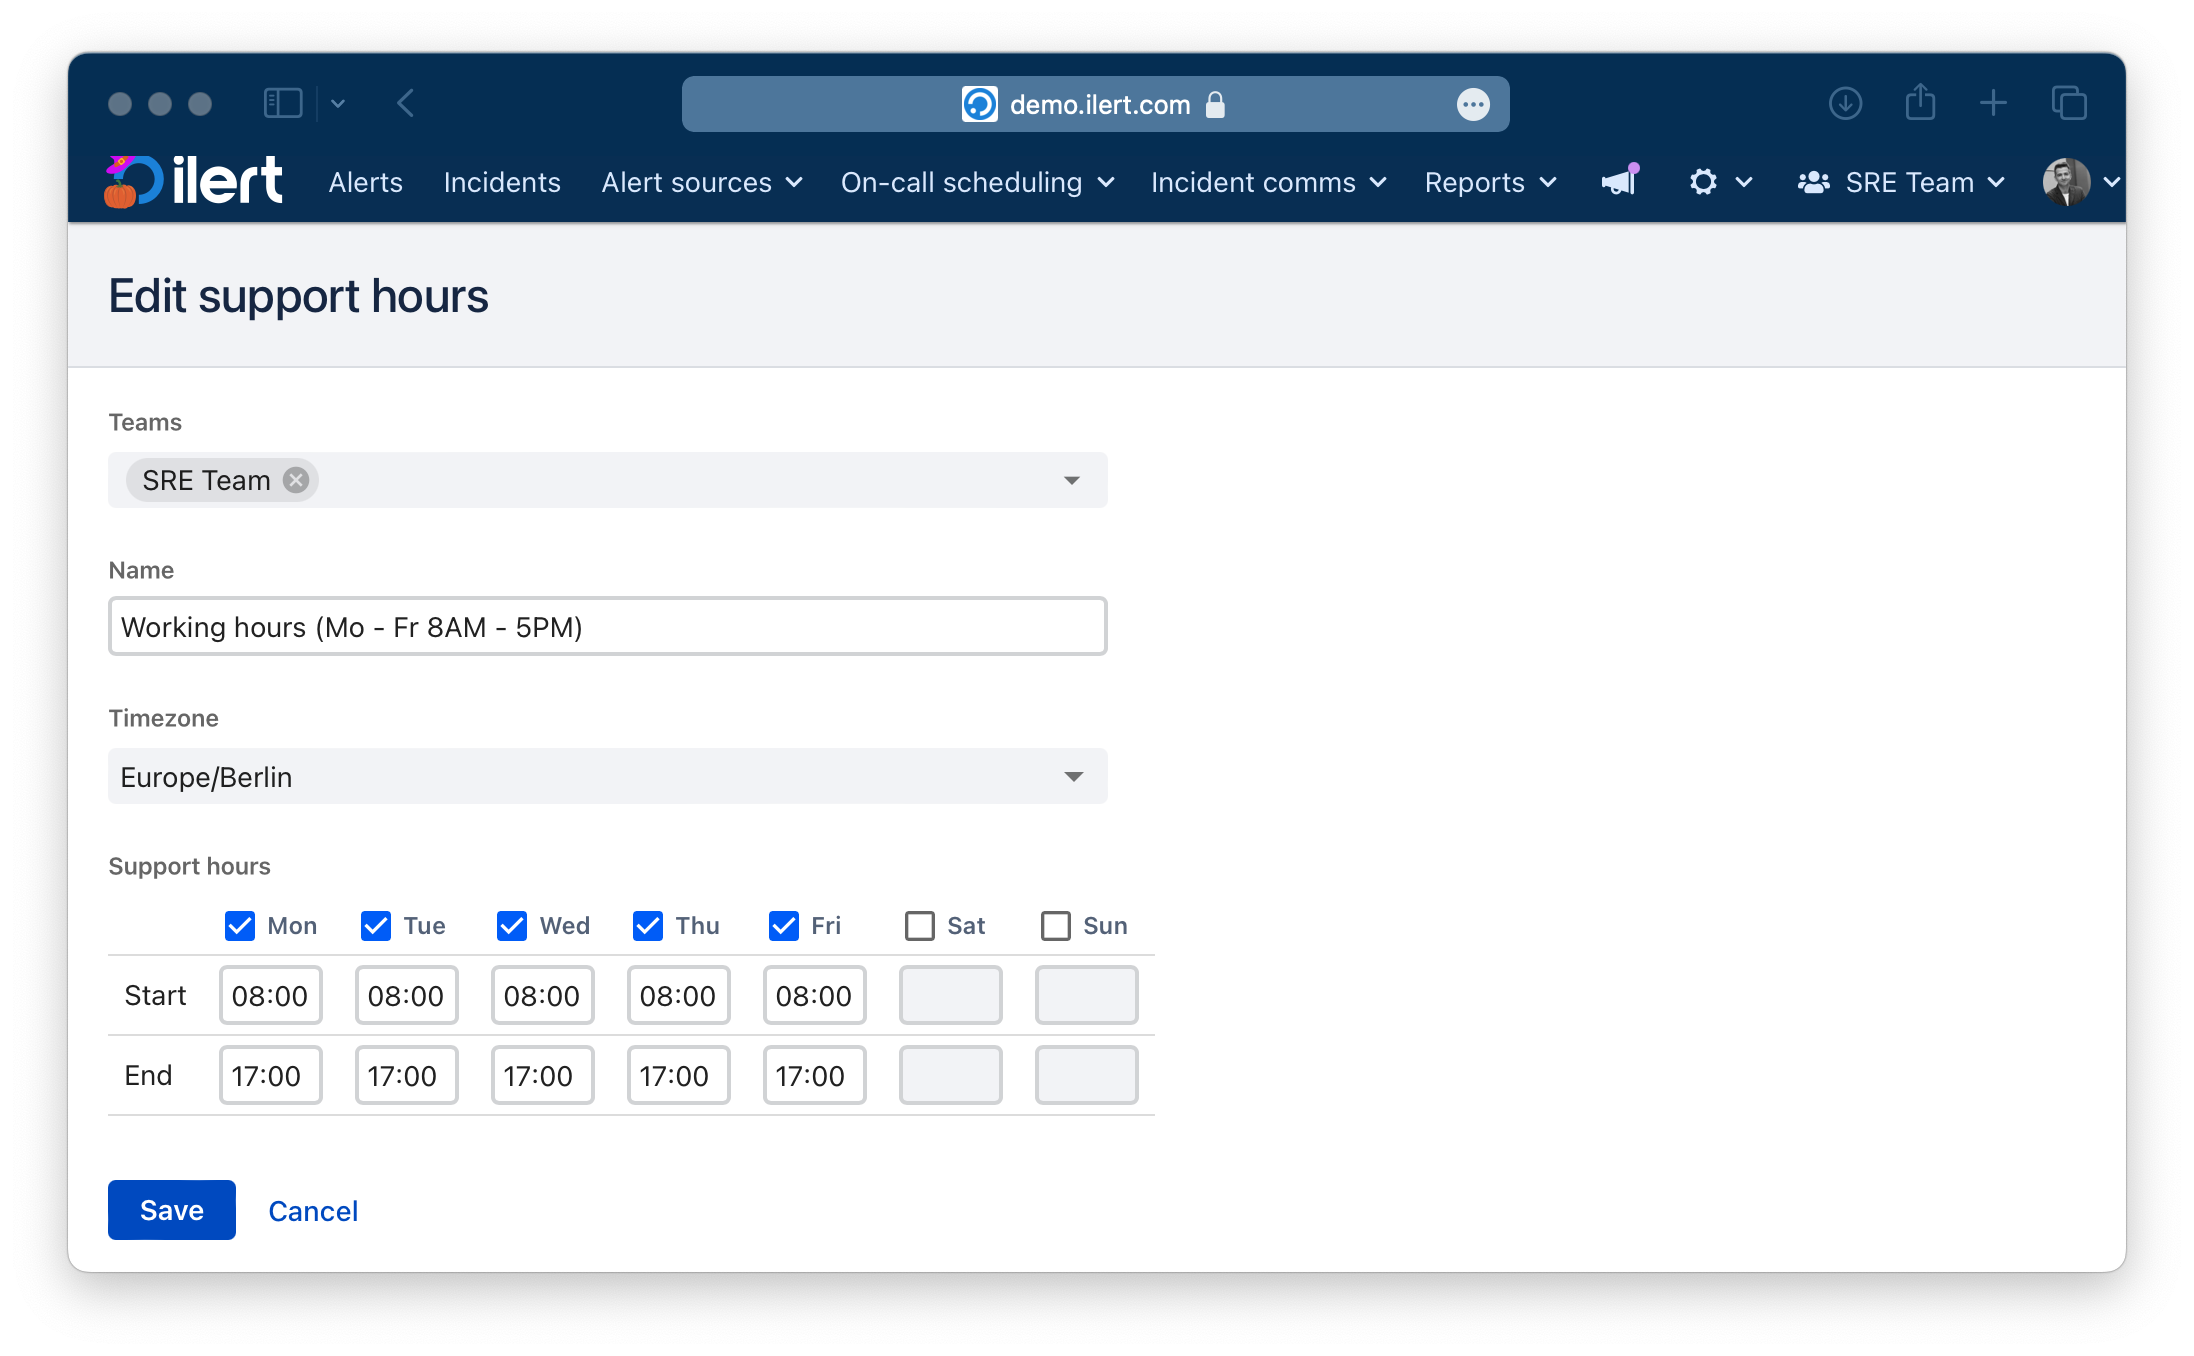 demo.ilert.com
ilert Alerts Incidents Alert sources On-call scheduling Incident comms Reports SRE Team
Edit support hours
Teams
SRE Team
Name
Working hours (Mo - Fr 8AM - 5PM)
Timezone
Europe/Berlin
Support hours
Mon Tue Wed Thu Fri Sat Sun
Start 08:00 08:00 08:00 08:00 08:00
End 17:00 17:00 17:00 17:00 17:00
Save Cancel